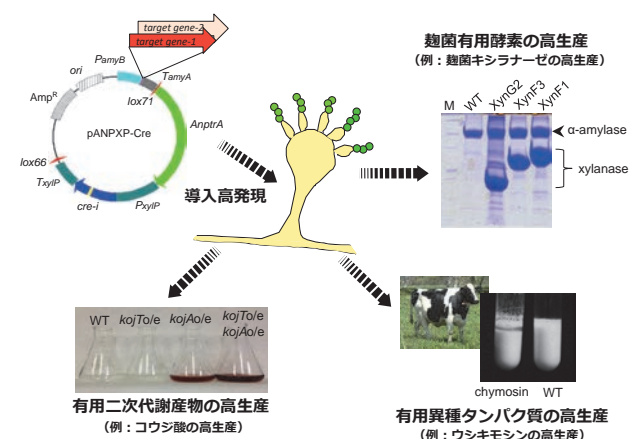 target gene-2
target gene-1
PamyB
TamyA
ori
lox71
AmpR
pANPXP-Cre
AnptrA
lox66
TxylP
cre-i
PxylP
導入高発現
麹菌有用酵素の高生産
(例：麹菌キシラナーゼの高生産)
M WT XynG2 XynF3 XynF1
α-amylase
xylanase
WT kojTo/e kojAo/e kojTo/e
kojAo/e
有用二次代謝産物の高生産
(例：コウジ酸の高生産)
chymosin WT
有用異種タンパク質の高生産
(例：ウシキモシンの高生産)